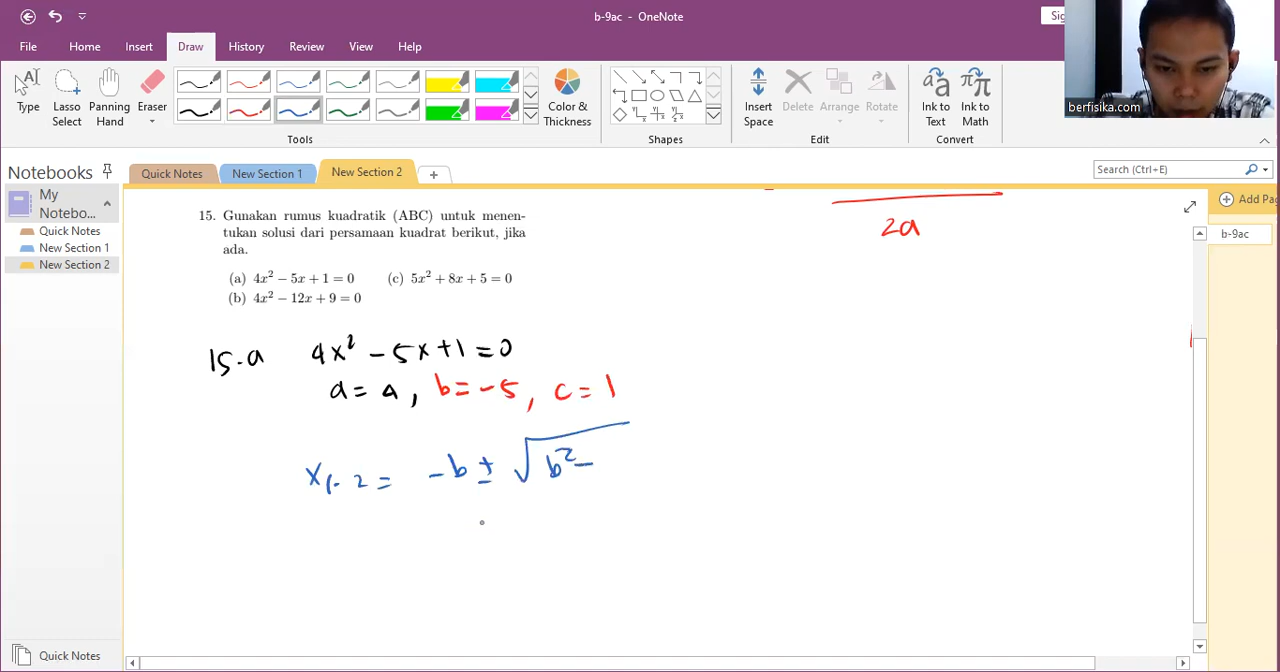 b-9ac - OneNote
Si
File Home Insert Draw History Review View Help
berfisika.com
Type Lasso Select Panning Hand Eraser Color & Thickness Insert Space Delete Arrange Rotate Ink to Text Ink to Math
Tools Shapes Edit Convert
Notebooks
Quick Notes New Section 1 New Section 2 +
Search (Ctrl+E)
My Notebo...
Quick Notes
New Section 1
New Section 2
Add Pag
b-9ac
2a
15. Gunakan rumus kuadratik (ABC) untuk menen-
tukan solusi dari persamaan kuadrat berikut, jika
ada.
(a) 4x² − 5x + 1 = 0 (c) 5x² + 8x + 5 = 0
(b) 4x² − 12x + 9 = 0
15.a 4x² − 5x + 1 = 0
a = 4, b = −5, c = 1
x₁.₂ = −b ± √b² −
Quick Notes